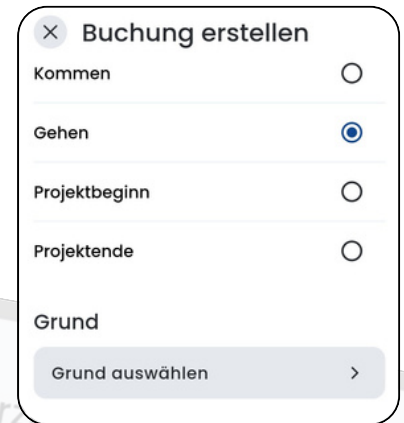 Buchung erstellen
Kommen
Gehen
Projektbeginn
Projektende
Grund
Grund auswählen